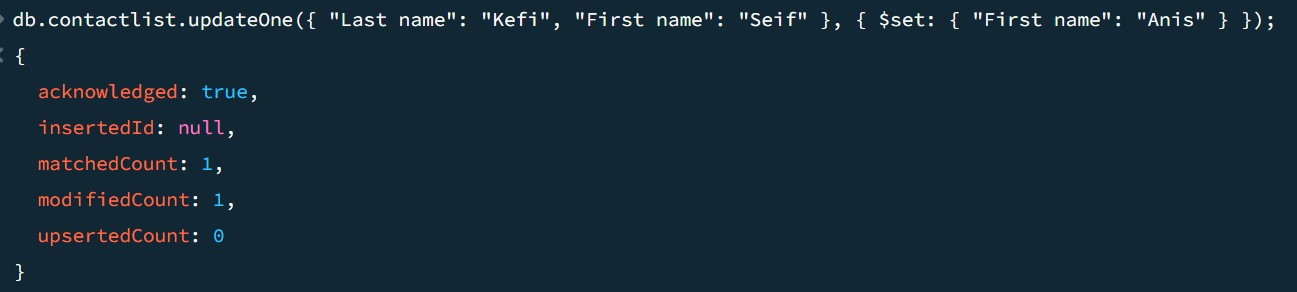 db.contactlist.updateOne({ "Last name": "Kefi", "First name": "Seif" }, { $set: { "First name": "Anis" } });
{
  acknowledged: true,
  insertedId: null,
  matchedCount: 1,
  modifiedCount: 1,
  upsertedCount: 0
}